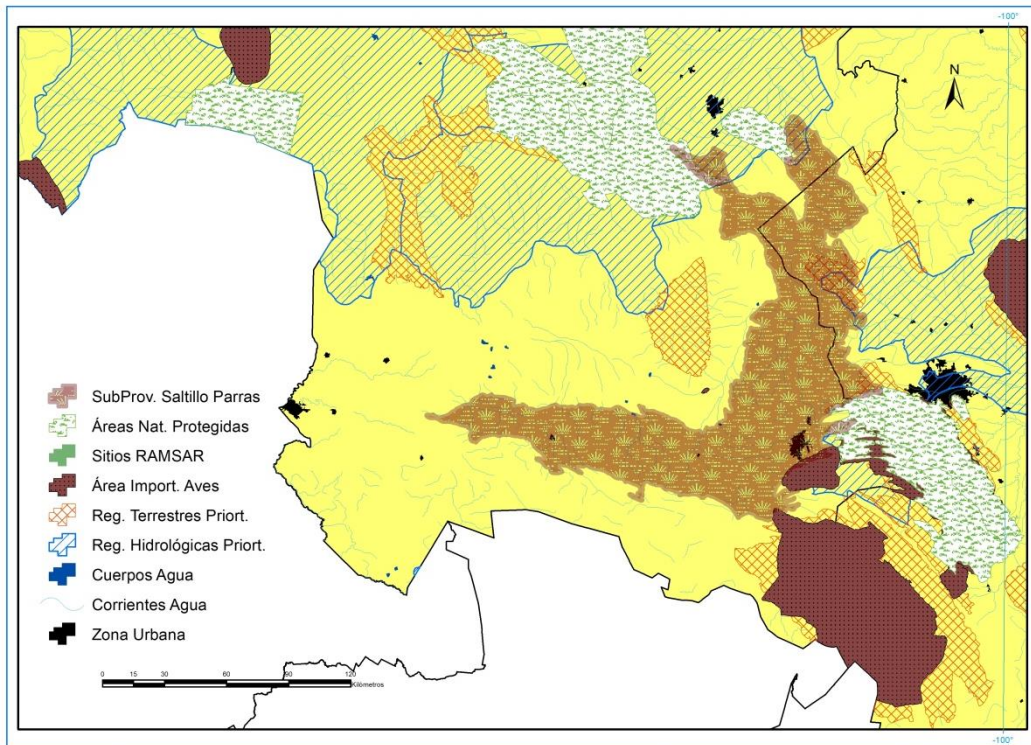 -100°
N
SubProv. Saltillo Parras
Áreas Nat. Protegidas
Sitios RAMSAR
Área Import. Aves
Reg. Terrestres Priort.
Reg. Hidrológicas Priort.
Cuerpos Agua
Corrientes Agua
Zona Urbana
0 15 30 60 90 120
Kilómetros
-100°